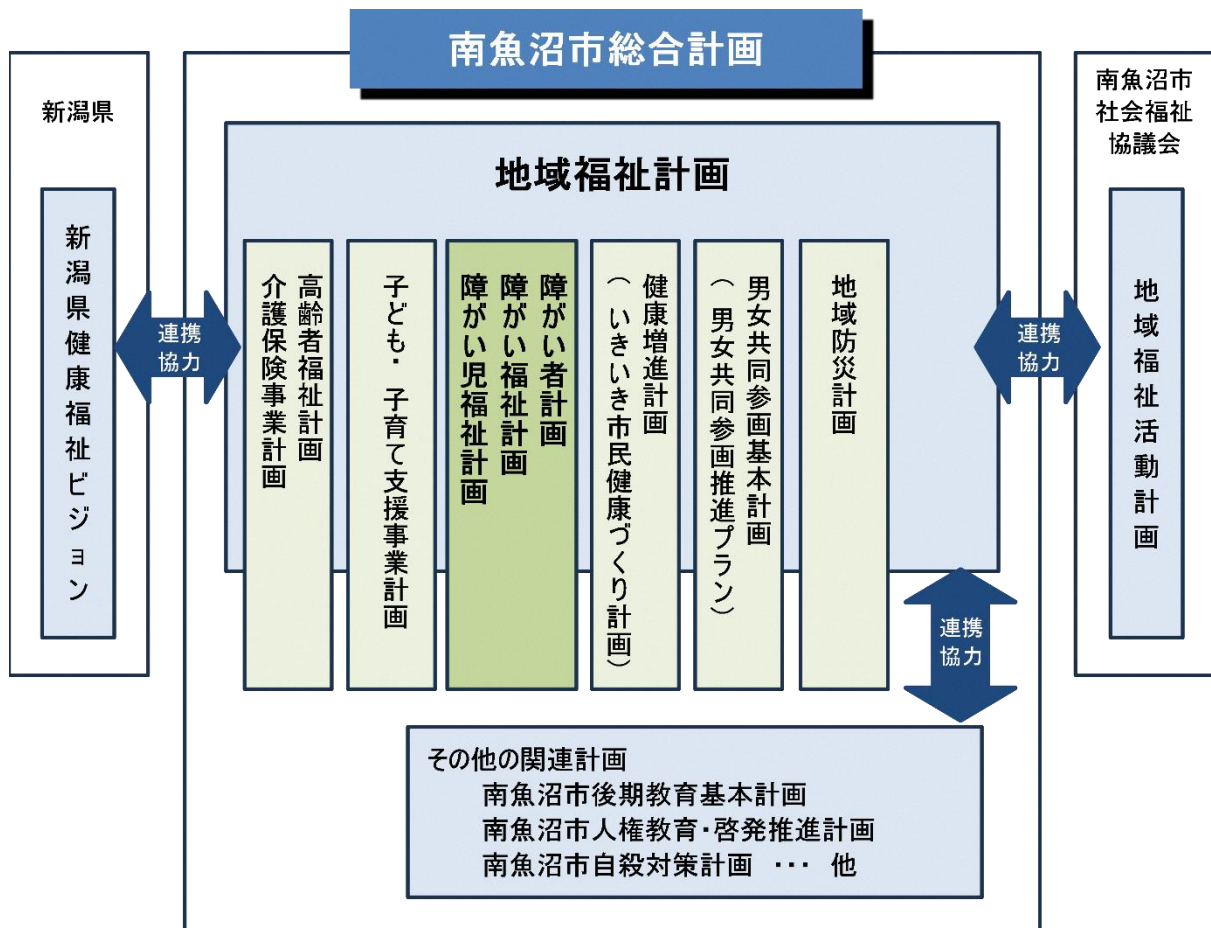 南魚沼市総合計画
新潟県
新潟県健康福祉ビジョン
連携
協力
地域福祉計画
高齢者福祉計画
介護保険事業計画
子ども・子育て支援事業計画
障がい者計画
障がい福祉計画
障がい児福祉計画
健康増進計画
(いきいき市民健康づくり計画)
男女共同参画基本計画
(男女共同参画推進プラン)
地域防災計画
連携
協力
南魚沼市
社会福祉
協議会
地域福祉活動計画
連携
協力
その他の関連計画
南魚沼市後期教育基本計画
南魚沼市人権教育・啓発推進計画
南魚沼市自殺対策計画 ・・・ 他